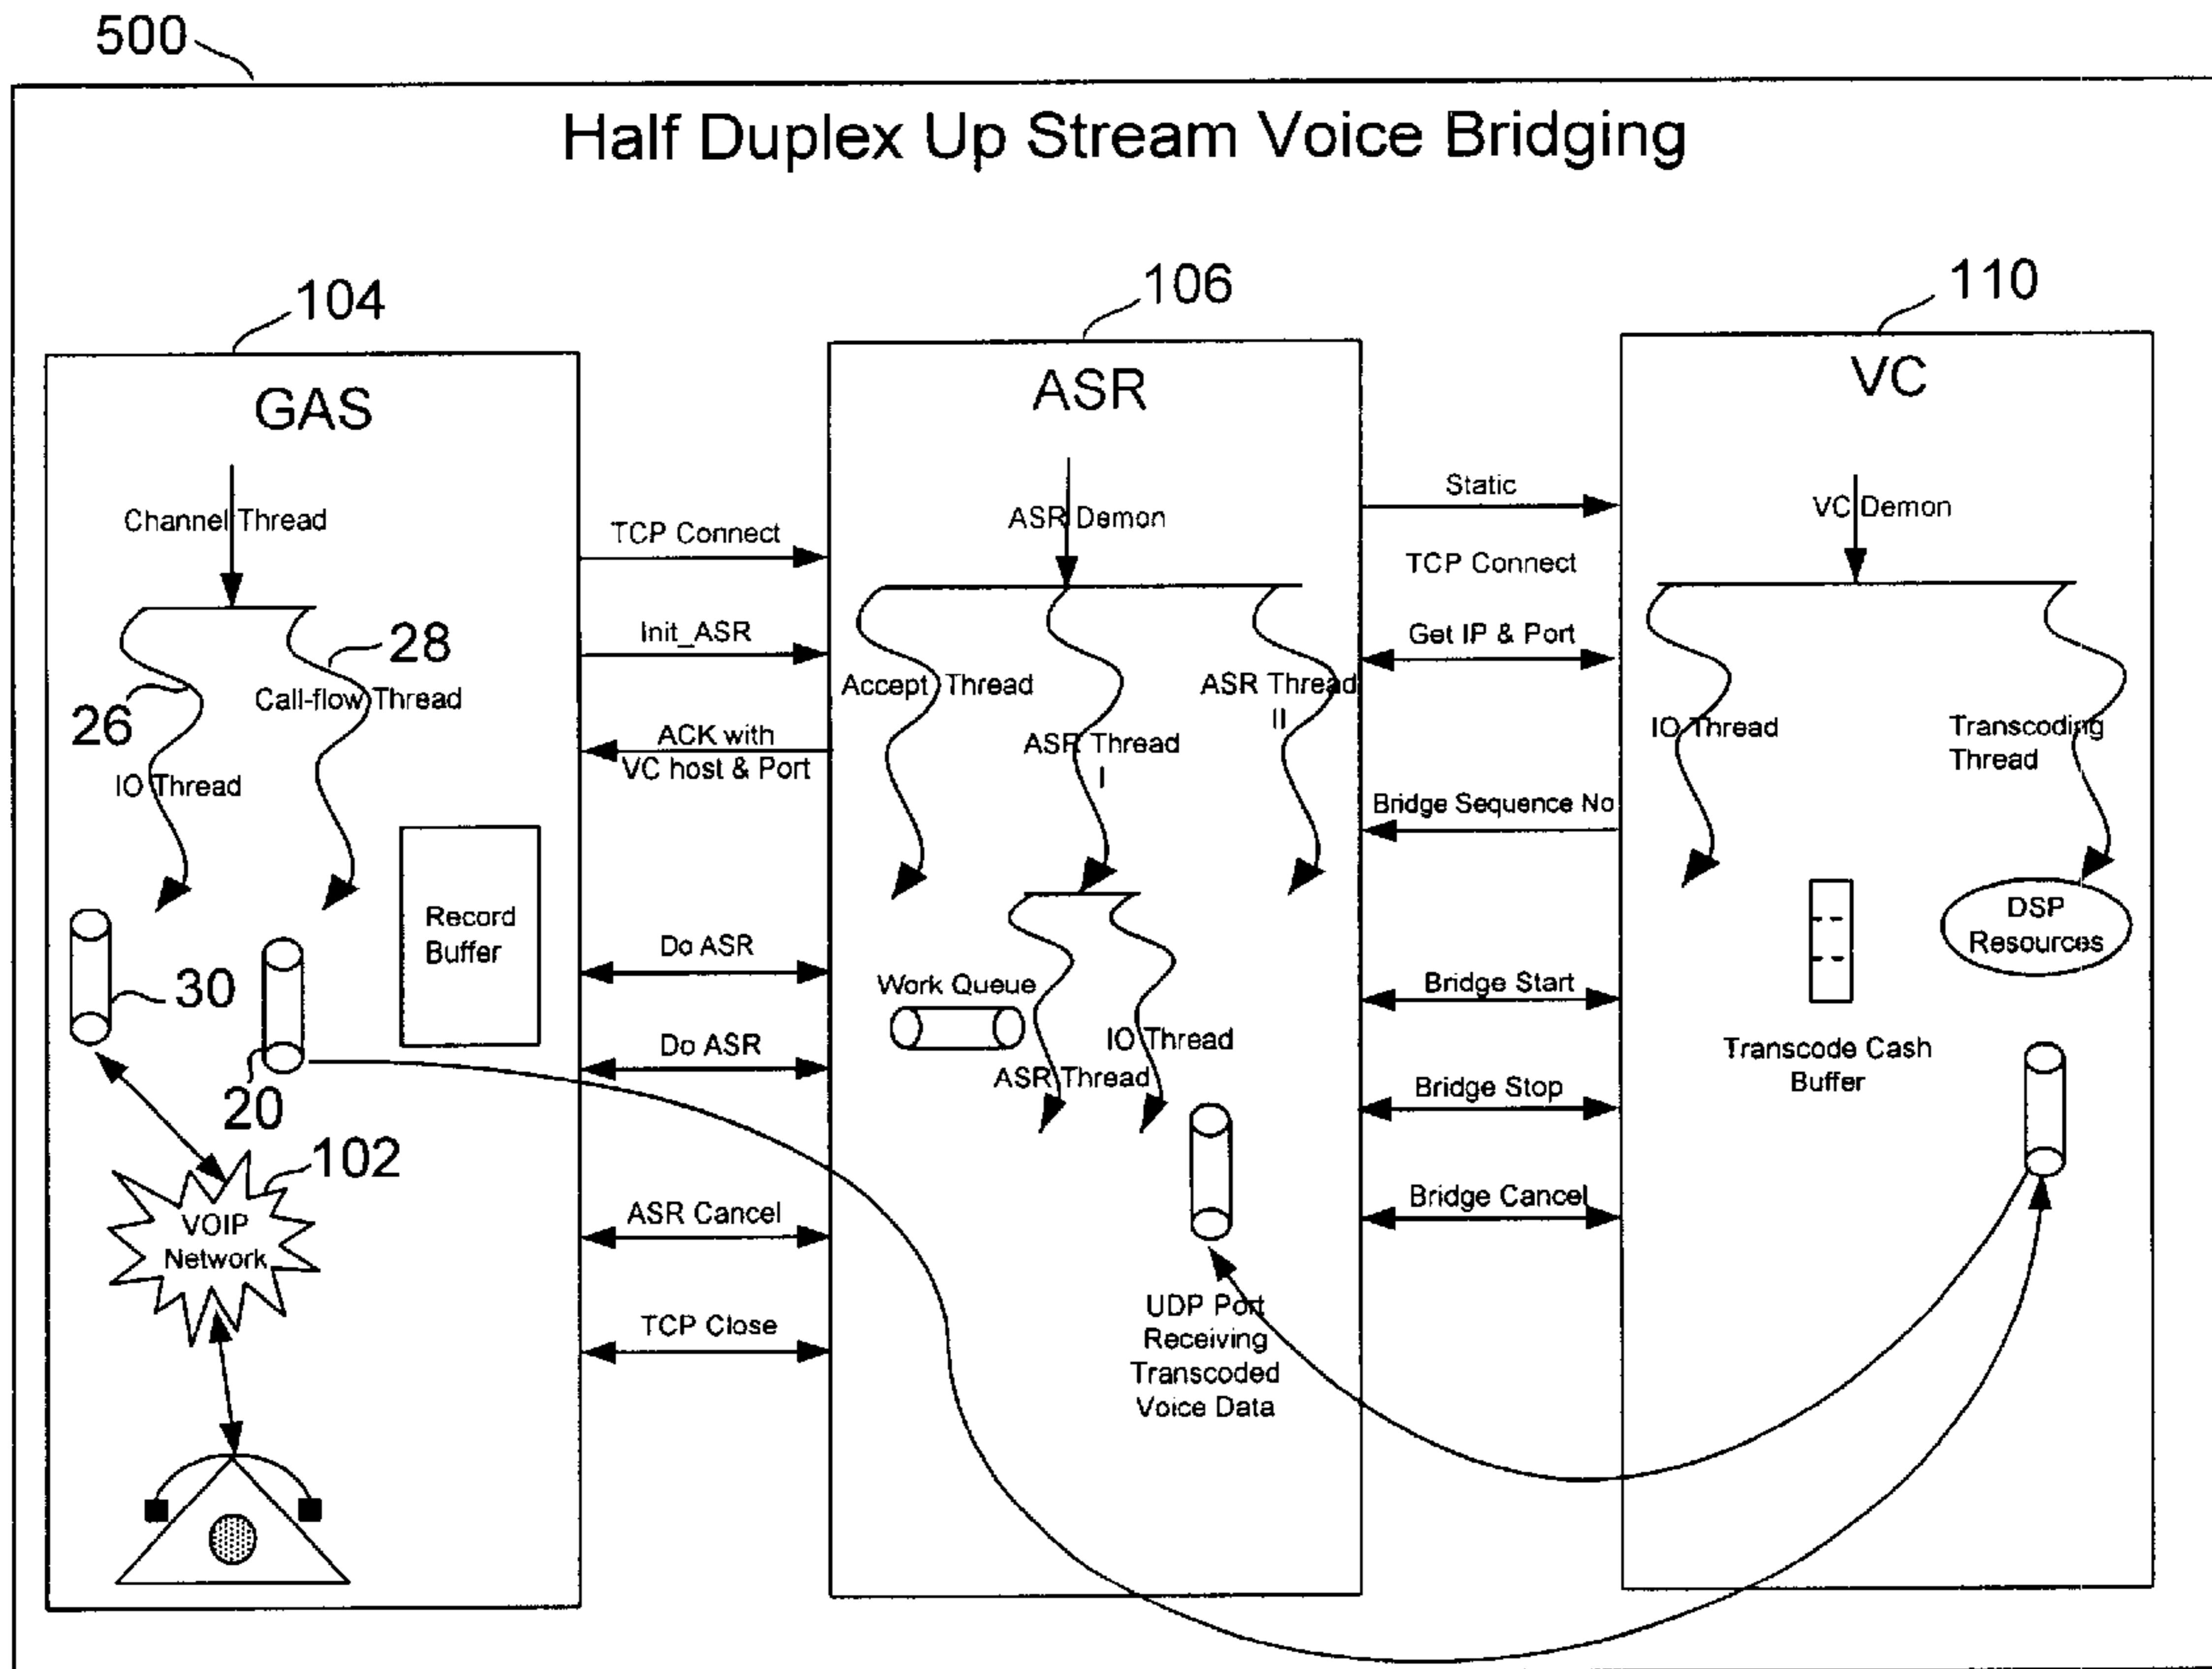 500
Half Duplex Up Stream Voice Bridging
104
106
110
GAS
Channel Thread
28
26
Call-flow Thread
IO Thread
Record
Buffer
30
20
102
VOIP
Network
TCP Connect
Init_ASR
ACK with
VC host & Port
Do ASR
Do ASR
ASR Cancel
TCP Close
ASR
ASR Demon
Accept Thread
ASR Thread
I
ASR Thread
II
Work Queue
IO Thread
ASR Thread
UDP Port
Receiving
Transcoded
Voice Data
Static
TCP Connect
Get IP & Port
Bridge Sequence No
Bridge Start
Bridge Stop
Bridge Cancel
VC
VC Demon
IO Thread
Transcoding
Thread
DSP
Resources
Transcode Cash
Buffer